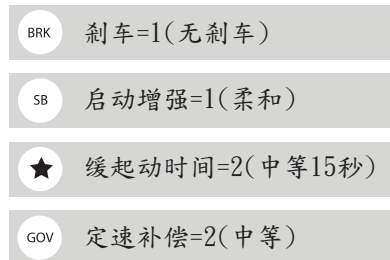 BRK 刹车=1(无刹车)
SB 启动增强=1(柔和)
缓起动时间=2(中等15秒)
GOV 定速补偿=2(中等)